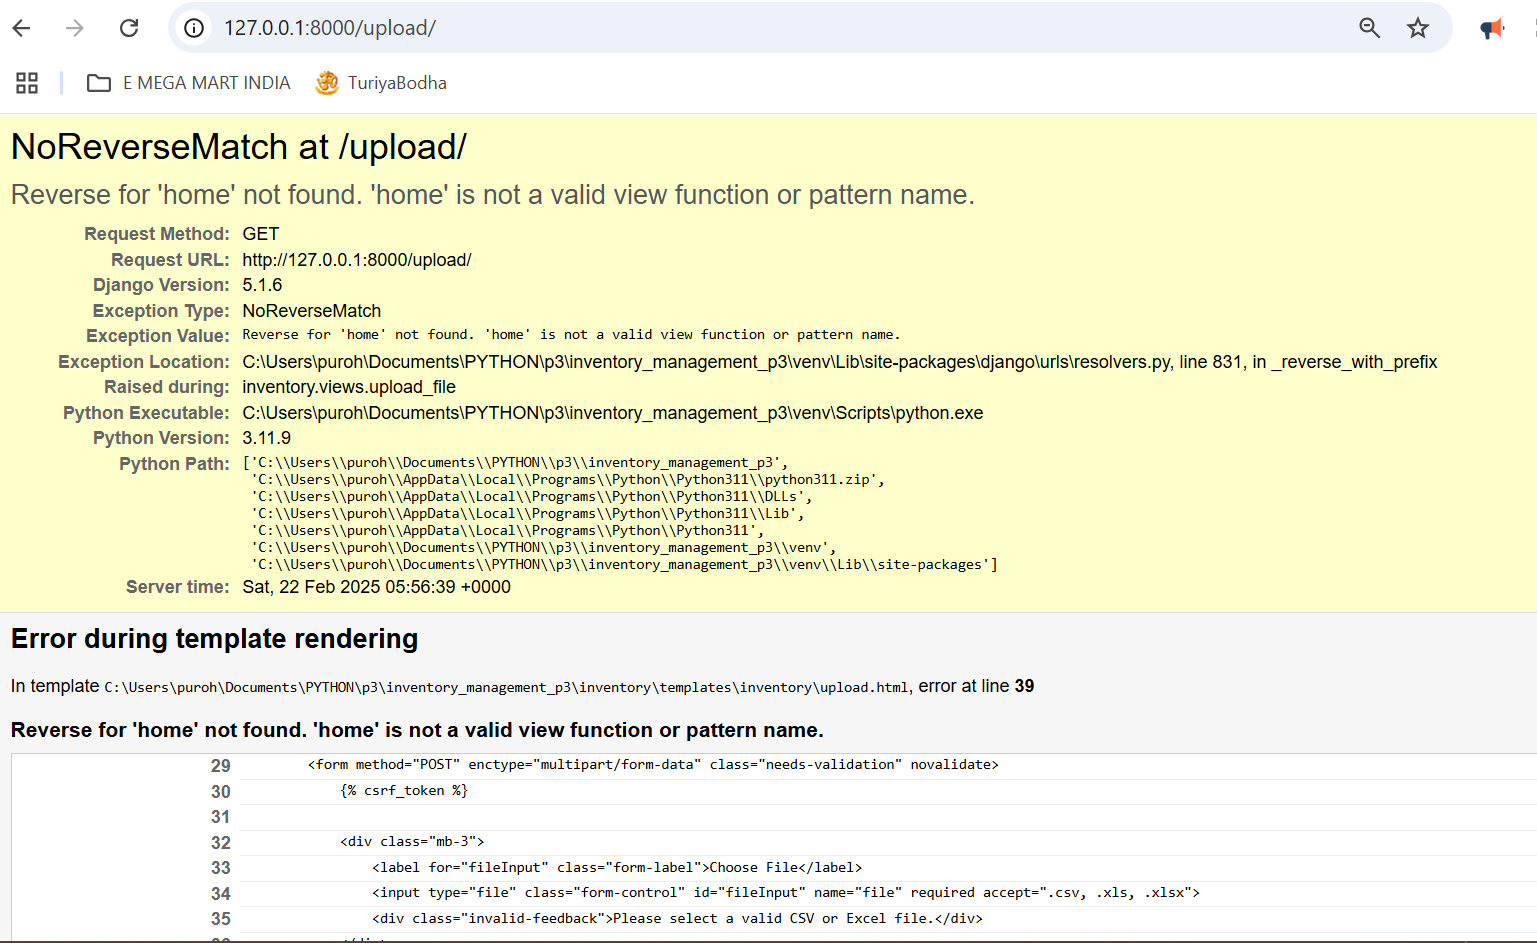 127.0.0.1:8000/upload/
E MEGA MART INDIA
TuriyaBodha
NoReverseMatch at /upload/
Reverse for 'home' not found. 'home' is not a valid view function or pattern name.
Request Method: GET
Request URL: http://127.0.0.1:8000/upload/
Django Version: 5.1.6
Exception Type: NoReverseMatch
Exception Value: Reverse for 'home' not found. 'home' is not a valid view function or pattern name.
Exception Location: C:\Users\puroh\Documents\PYTHON\p3\inventory_management_p3\venv\Lib\site-packages\django\urls\resolvers.py, line 831, in _reverse_with_prefix
Raised during: inventory.views.upload_file
Python Executable: C:\Users\puroh\Documents\PYTHON\p3\inventory_management_p3\venv\Scripts\python.exe
Python Version: 3.11.9
Python Path: ['C:\\Users\\puroh\\Documents\\PYTHON\\p3\\inventory_management_p3',
'C:\\Users\\puroh\\AppData\\Local\\Programs\\Python\\Python311\\python311.zip',
'C:\\Users\\puroh\\AppData\\Local\\Programs\\Python\\Python311\\DLLs',
'C:\\Users\\puroh\\AppData\\Local\\Programs\\Python\\Python311\\Lib',
'C:\\Users\\puroh\\AppData\\Local\\Programs\\Python\\Python311',
'C:\\Users\\puroh\\Documents\\PYTHON\\p3\\inventory_management_p3\\venv',
'C:\\Users\\puroh\\Documents\\PYTHON\\p3\\inventory_management_p3\\venv\\Lib\\site-packages']
Server time: Sat, 22 Feb 2025 05:56:39 +0000
Error during template rendering
In template C:\Users\puroh\Documents\PYTHON\p3\inventory_management_p3\inventory\templates\inventory\upload.html, error at line 39
Reverse for 'home' not found. 'home' is not a valid view function or pattern name.
29 <form method="POST" enctype="multipart/form-data" class="needs-validation" novalidate>
30 {% csrf_token %}
31
32 <div class="mb-3">
33 <label for="fileInput" class="form-label">Choose File</label>
34 <input type="file" class="form-control" id="fileInput" name="file" required accept=".csv, .xls, .xlsx">
35 <div class="invalid-feedback">Please select a valid CSV or Excel file.</div>